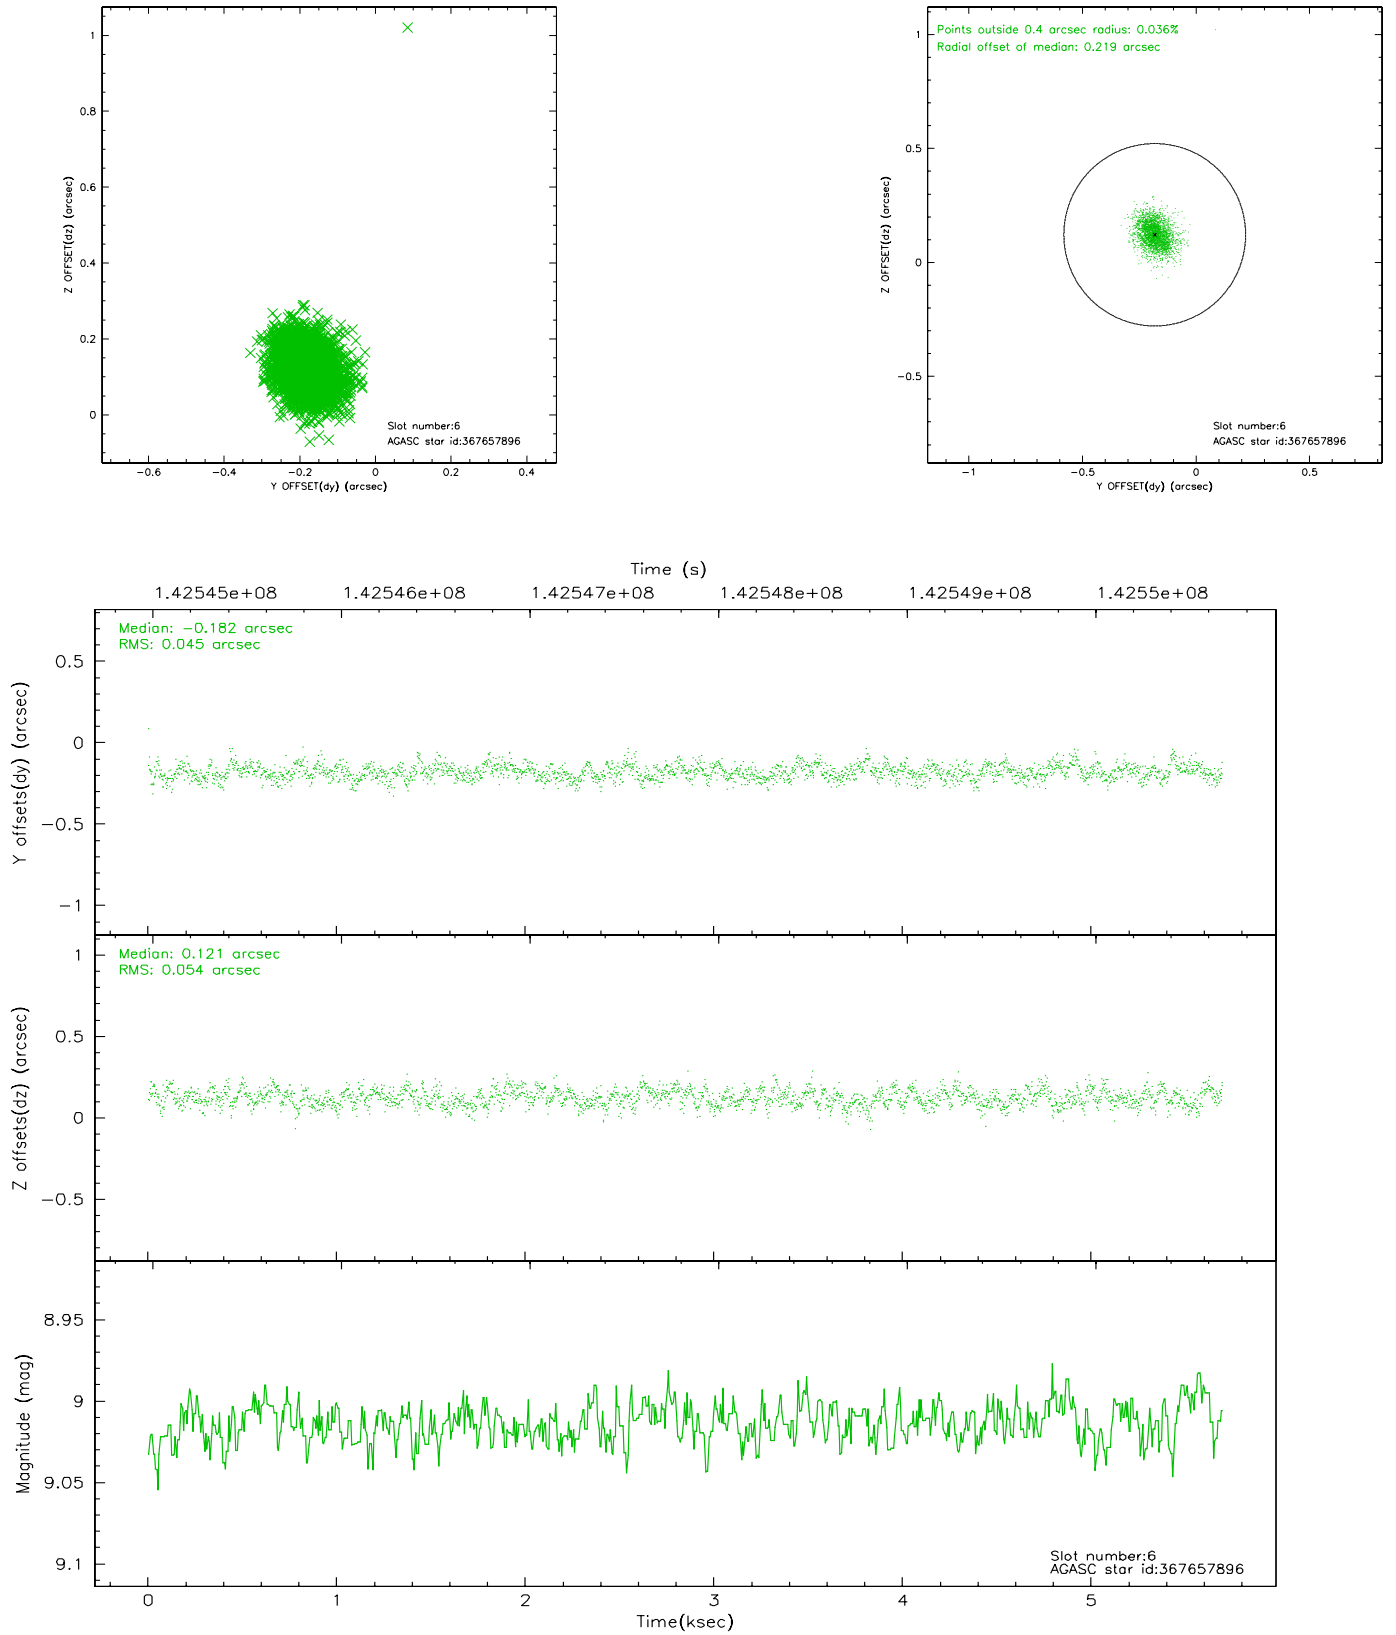 1
0.8
0.6
0.4
0.2
0
Z OFFSET(dz) (arcsec)
Slot number:6
AGASC star id:367657896
−0.6 −0.4 −0.2 0 0.2 0.4
Y OFFSET(dy) (arcsec)
Points outside 0.4 arcsec radius: 0.036%
Radial offset of median: 0.219 arcsec
1
0.5
0
−0.5
Z OFFSET(dz) (arcsec)
Slot number:6
AGASC star id:367657896
−1 −0.5 0 0.5
Y OFFSET(dy) (arcsec)
Time (s)
1.42545e+08 1.42546e+08 1.42547e+08 1.42548e+08 1.42549e+08 1.4255e+08
Median: −0.182 arcsec
RMS: 0.045 arcsec
0.5
0
−0.5
−1
Y offsets(dy) (arcsec)
Median: 0.121 arcsec
RMS: 0.054 arcsec
1
0.5
0
−0.5
Z offsets(dz) (arcsec)
8.95
9
9.05
9.1
Magnitude (mag)
Slot number:6
AGASC star id:367657896
0 1 2 3 4 5
Time(ksec)